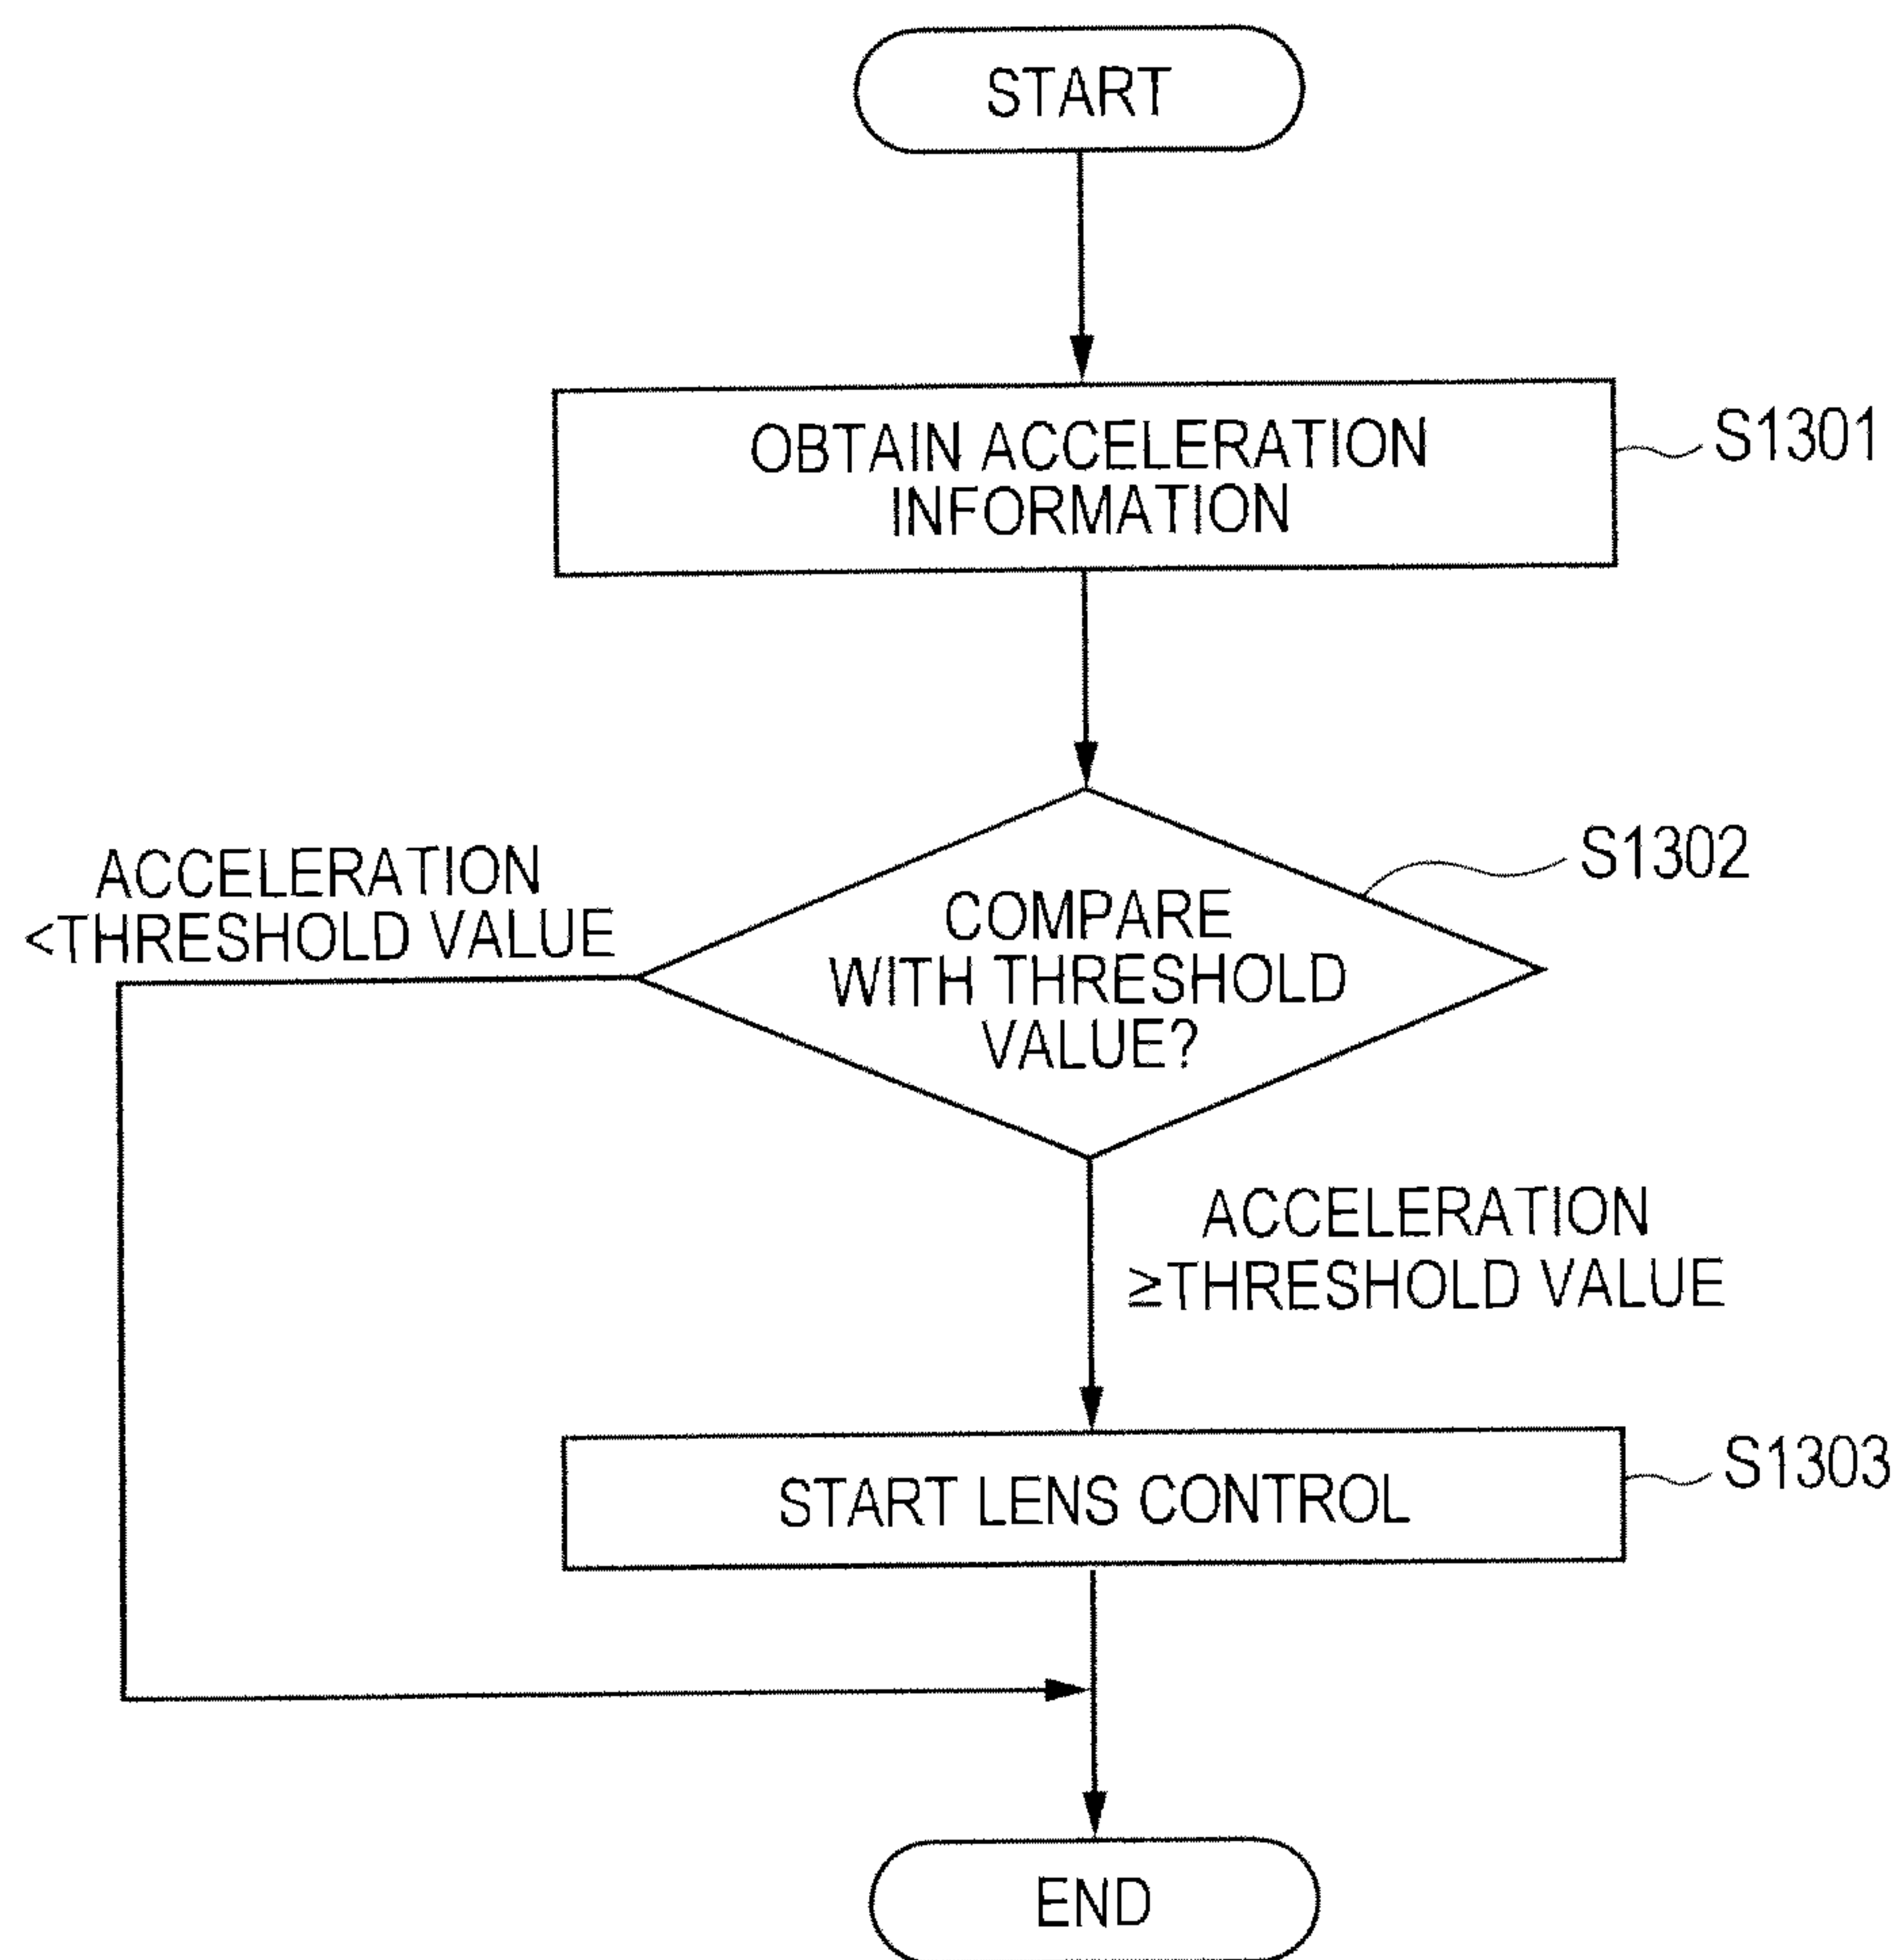 START
OBTAIN ACCELERATION
INFORMATION
S1301
ACCELERATION
<THRESHOLD VALUE
COMPARE
WITH THRESHOLD
VALUE?
S1302
ACCELERATION
≥THRESHOLD VALUE
START LENS CONTROL
S1303
END